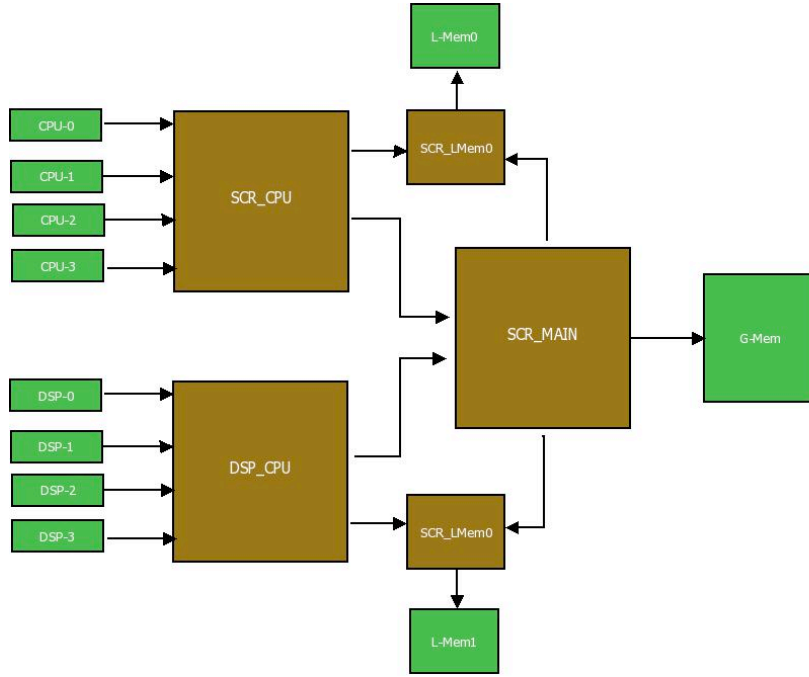 L-Mem0
CPU-0
CPU-1
CPU-2
CPU-3
SCR_CPU
SCR_LMem0
SCR_MAIN
G-Mem
DSP-0
DSP-1
DSP-2
DSP-3
DSP_CPU
SCR_LMem0
L-Mem1